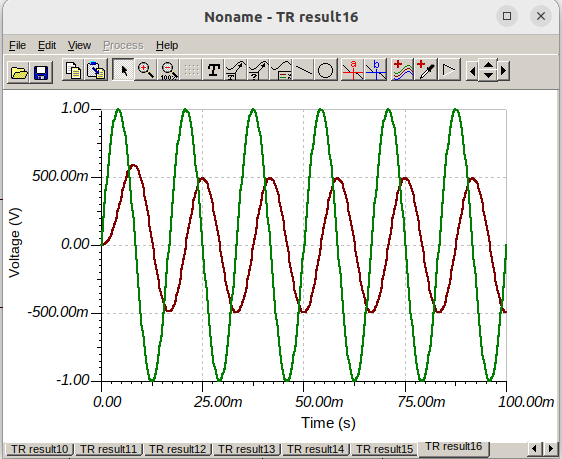 Noname - TR result16
File Edit View Process Help
T
100%
a b
1.00
500.00m
0.00
-500.00m
-1.00
Voltage (V)
0.00 25.00m 50.00m 75.00m 100.00m
Time (s)
TR result10 TR result11 TR result12 TR result13 TR result14 TR result15 TR result16